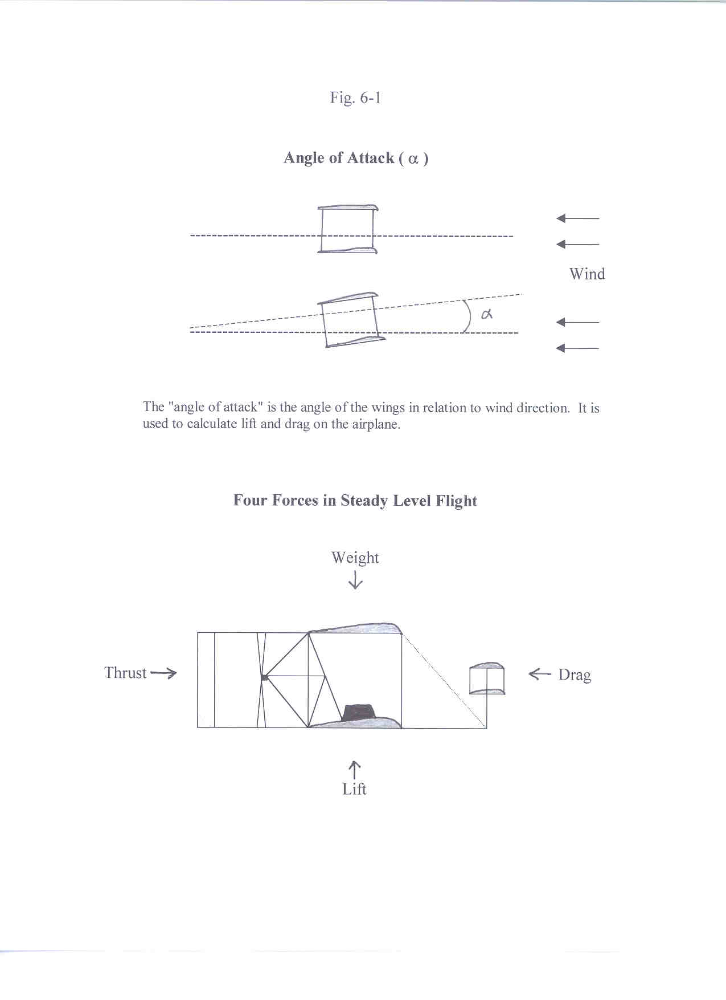 Fig. 6-1
Angle of Attack ( α )
Wind
α
The "angle of attack" is the angle of the wings in relation to wind direction.  It is
used to calculate lift and drag on the airplane.
Four Forces in Steady Level Flight
Weight
Thrust
Drag
Lift